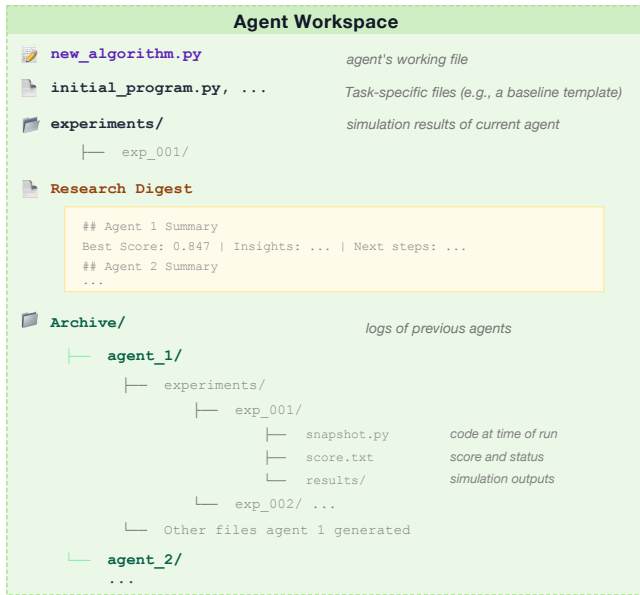 Agent Workspace
new_algorithm.py agent's working file
initial_program.py, ... Task-specific files (e.g., a baseline template)
experiments/ simulation results of current agent
├── exp_001/
Research Digest
## Agent 1 Summary
Best Score: 0.847 | Insights: ... | Next steps: ...
## Agent 2 Summary
...
Archive/ logs of previous agents
├── agent_1/
├── experiments/
├── exp_001/
├── snapshot.py code at time of run
├── score.txt score and status
└── results/ simulation outputs
└── exp_002/ ...
└── Other files agent 1 generated
└── agent_2/
...